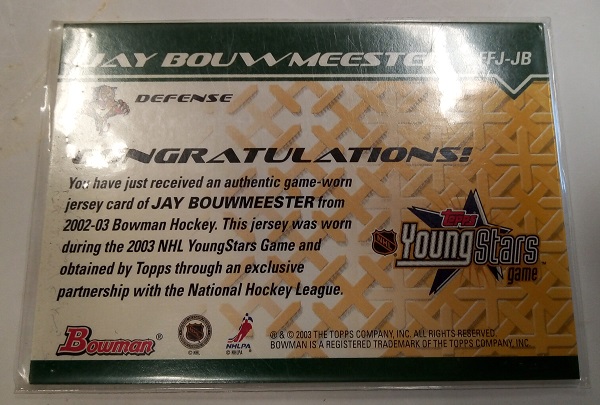 JAY BOUWMEESTER FFJ-JB
DEFENSE
CONGRATULATIONS!
You have just received an authentic game-worn
jersey card of JAY BOUWMEESTER from
2002-03 Bowman Hockey. This jersey was worn
during the 2003 NHL YoungStars Game and
obtained by Topps through an exclusive
partnership with the National Hockey League.
Topps
NHL YoungStars
game
Bowman®
© NHL
NHLPA
® & © 2003 THE TOPPS COMPANY, INC. ALL RIGHTS RESERVED.
BOWMAN IS A REGISTERED TRADEMARK OF THE TOPPS COMPANY, INC.